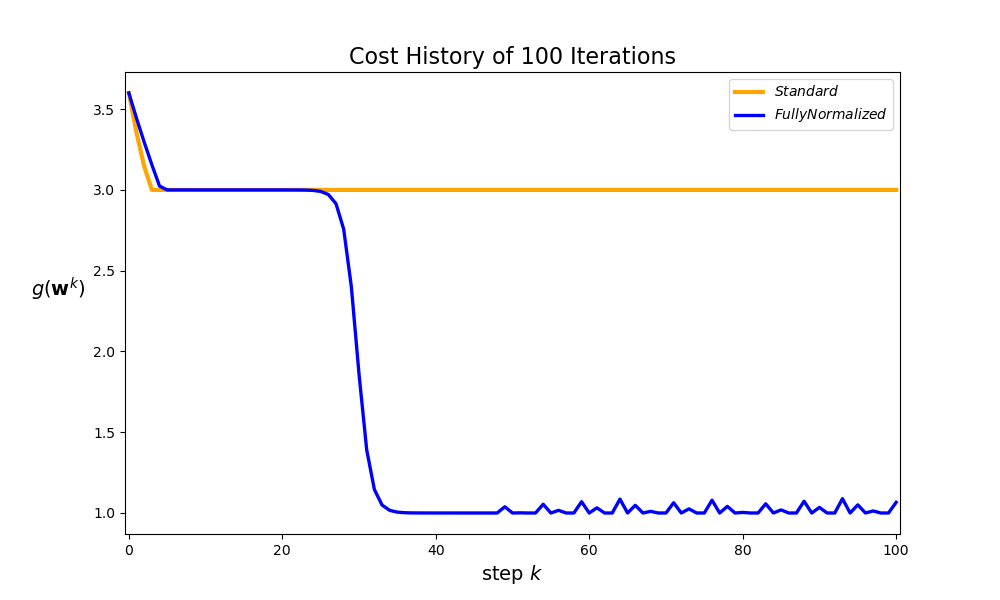 Cost History of 100 Iterations
Standard
FullyNormalized
3.5
3.0
2.5
g(𝐰ᵏ)
2.0
1.5
1.0
0 20 40 60 80 100
step k